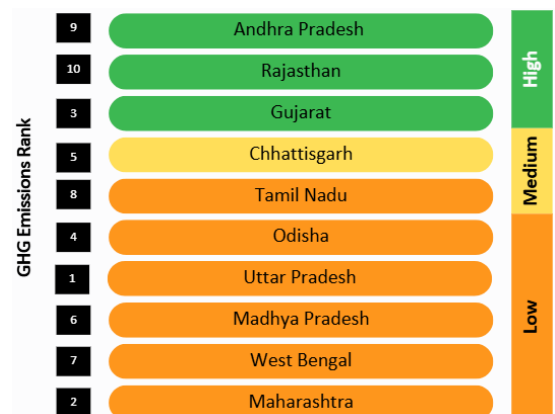 GHG Emissions Rank
9 Andhra Pradesh
10 Rajasthan
3 Gujarat
5 Chhattisgarh
8 Tamil Nadu
4 Odisha
1 Uttar Pradesh
6 Madhya Pradesh
7 West Bengal
2 Maharashtra
High
Medium
Low